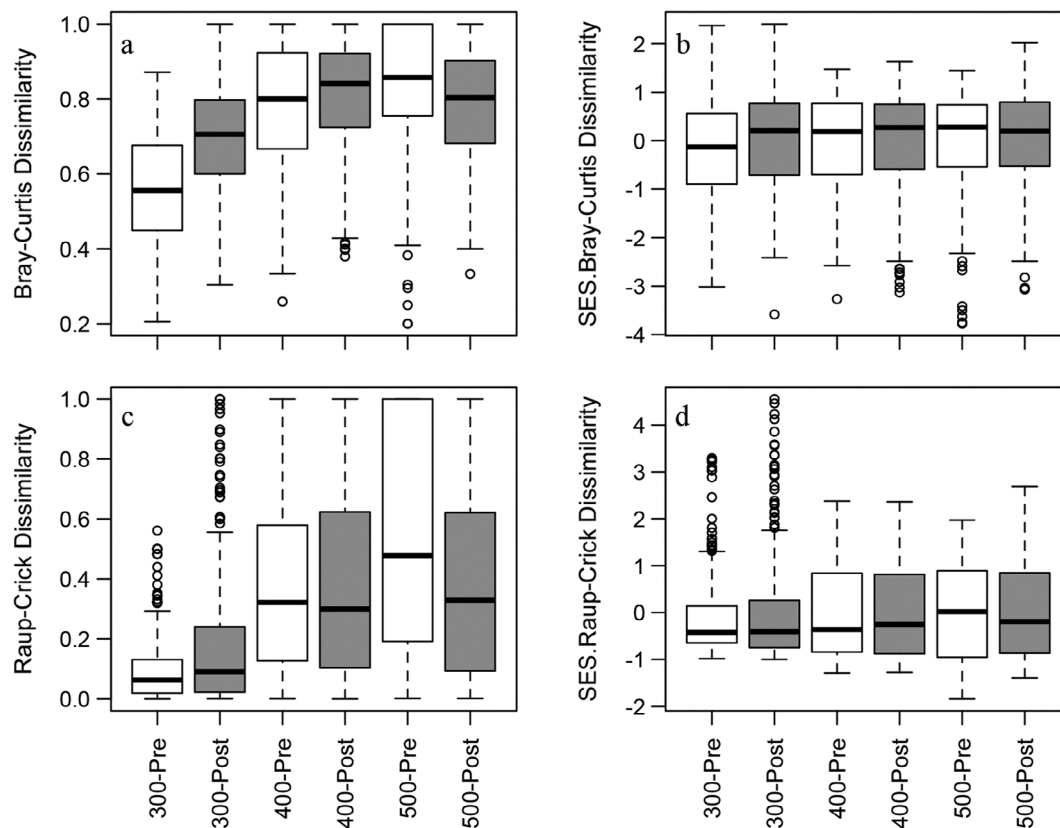 a
Bray-Curtis Dissimilarity
1.0
0.8
0.6
0.4
0.2
b
SES.Bray-Curtis Dissimilarity
2
1
0
-1
-2
-3
-4
c
Raup-Crick Dissimilarity
1.0
0.8
0.6
0.4
0.2
0.0
d
SES.Raup-Crick Dissimilarity
4
3
2
1
0
-1
-2
300-Pre
300-Post
400-Pre
400-Post
500-Pre
500-Post
300-Pre
300-Post
400-Pre
400-Post
500-Pre
500-Post